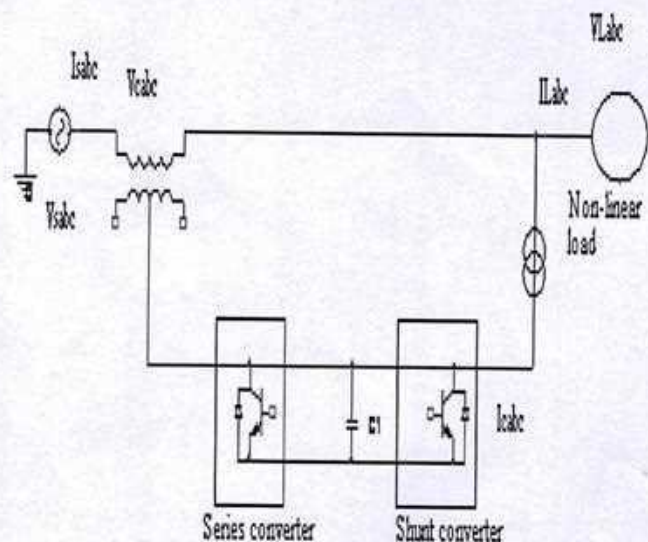 VLabc
Isabc
Vcabc
ILabc
Vsabc
Non-linear
load
C1
Icabc
Series converter
Shunt converter